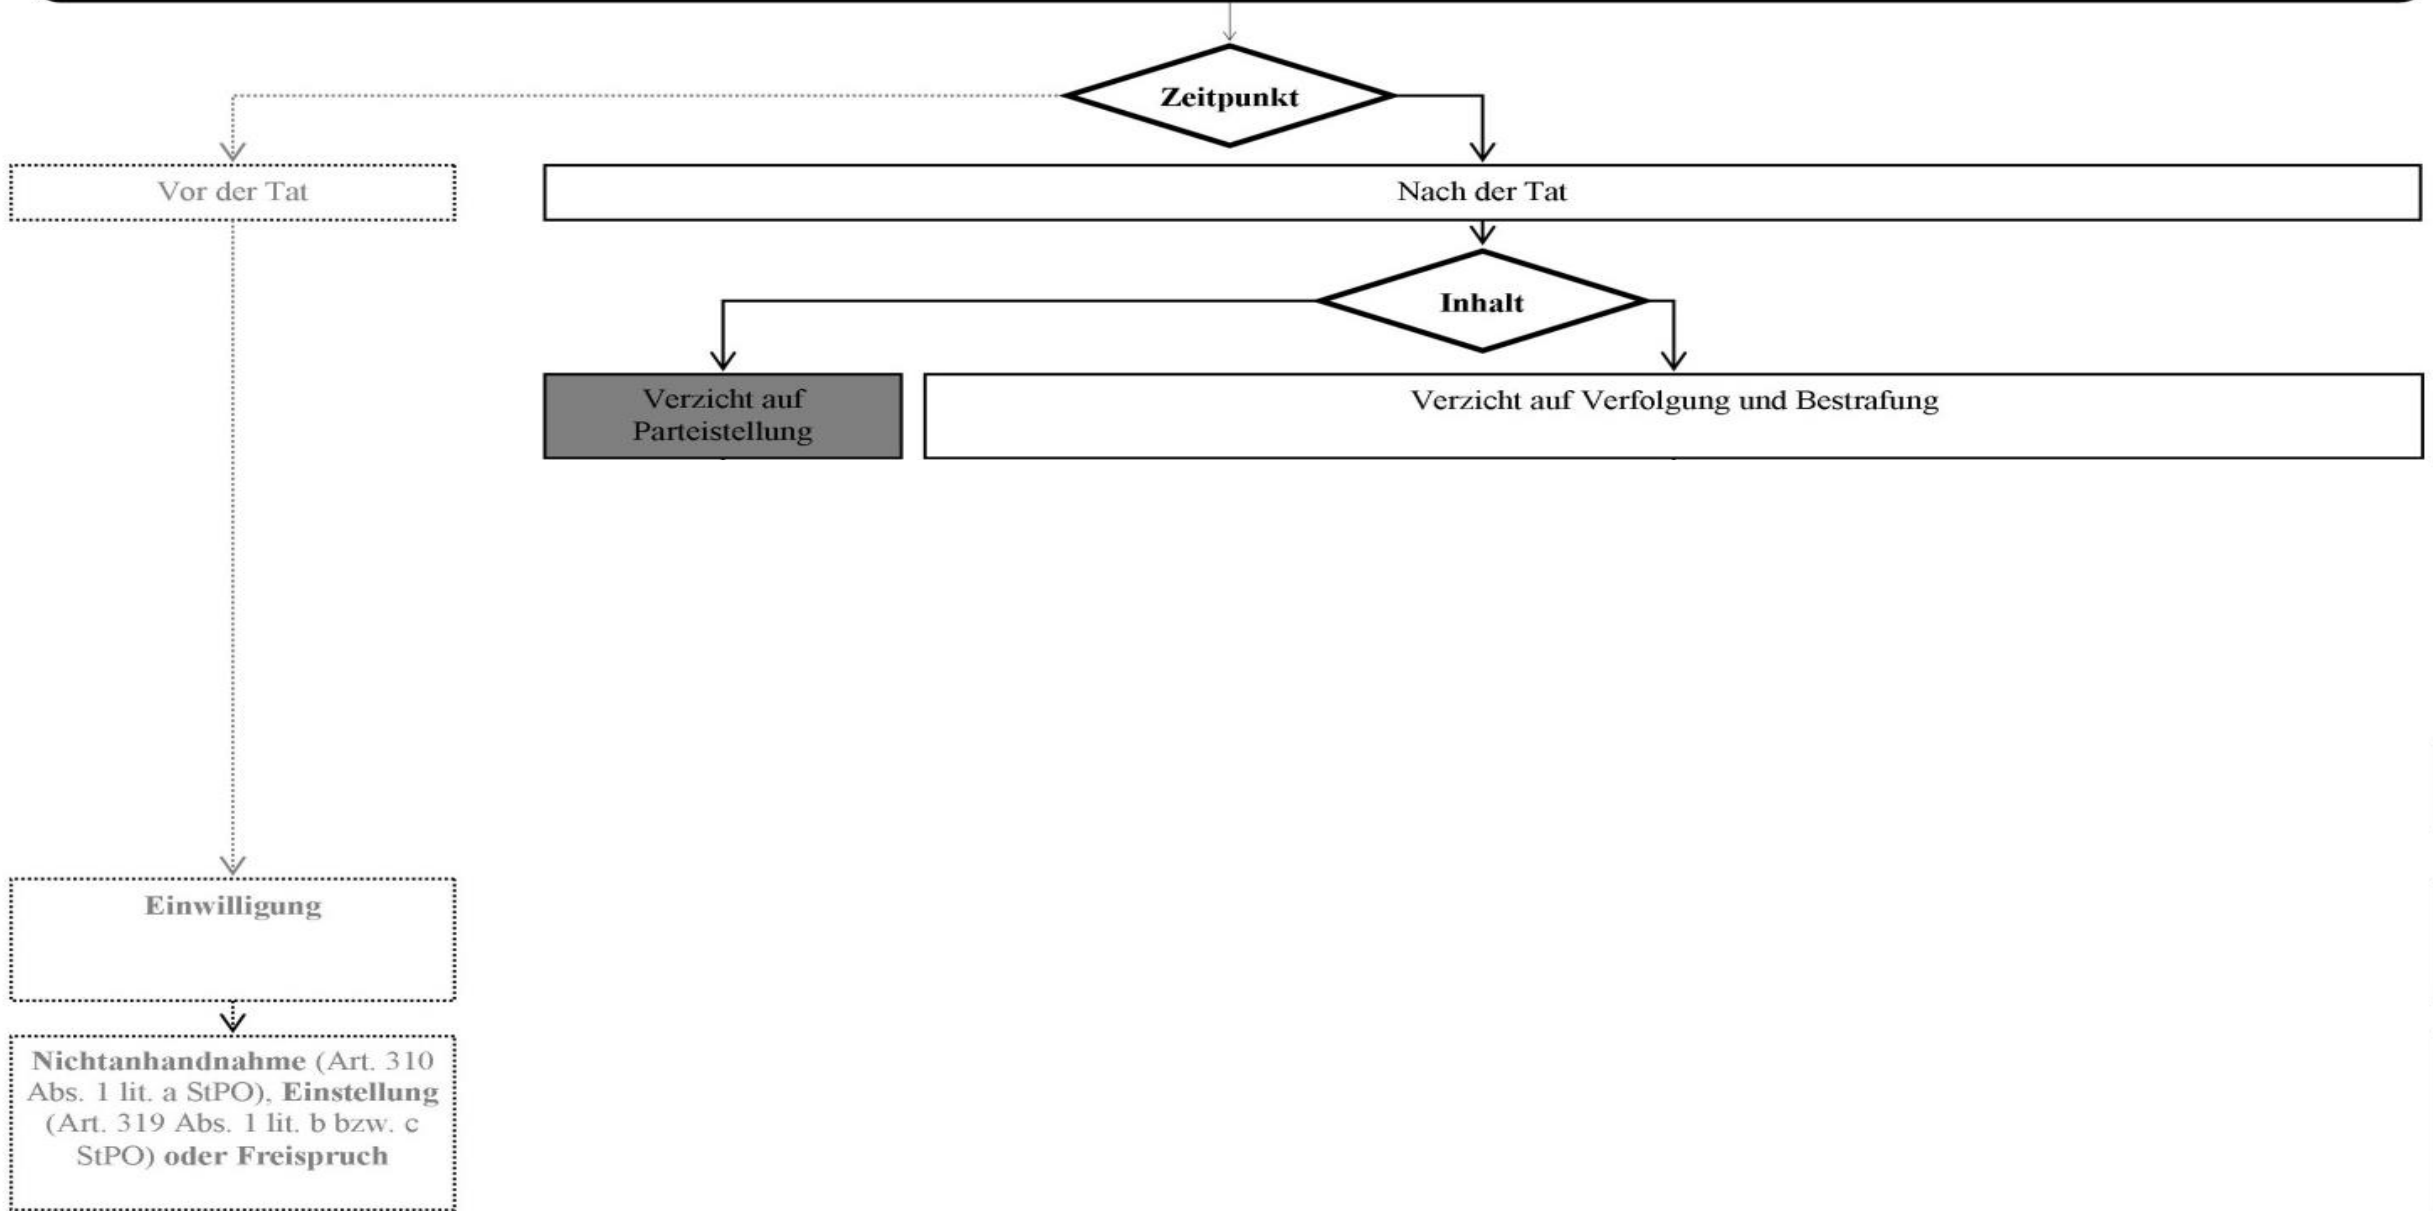 Zeitpunkt
Vor der Tat
Nach der Tat
Inhalt
Verzicht auf
Parteistellung
Verzicht auf Verfolgung und Bestrafung
Einwilligung
Nichtanhandnahme (Art. 310
Abs. 1 lit. a StPO), Einstellung
(Art. 319 Abs. 1 lit. b bzw. c
StPO) oder Freispruch